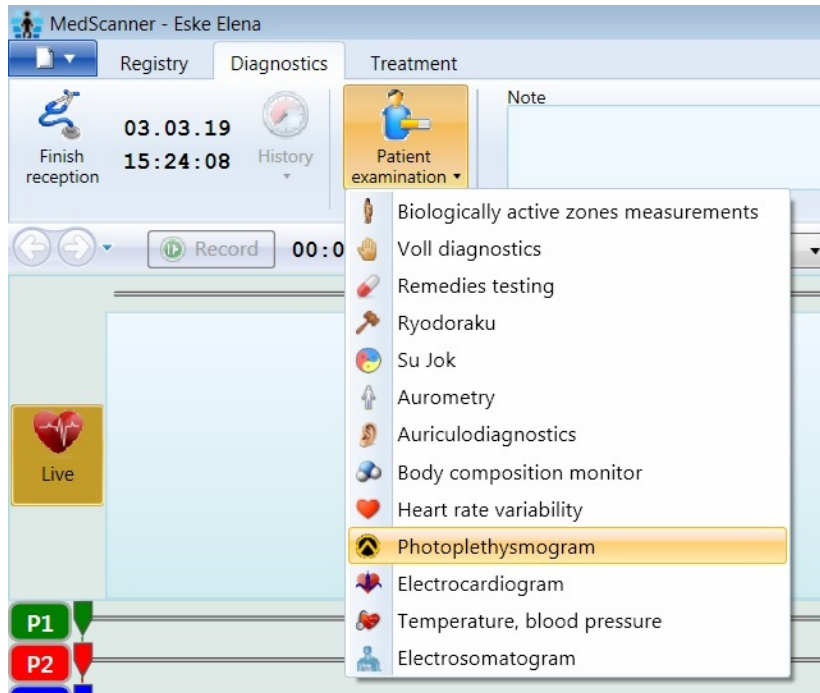 MedScanner - Eske Elena
Registry Diagnostics Treatment
Finish
reception
03.03.19
15:24:08
History
Patient
examination
Note
Record 00:0
Biologically active zones measurements
Voll diagnostics
Remedies testing
Ryodoraku
Su Jok
Aurometry
Auriculodiagnostics
Body composition monitor
Heart rate variability
Photoplethysmogram
Electrocardiogram
Temperature, blood pressure
Electrosomatogram
Live
P1
P2